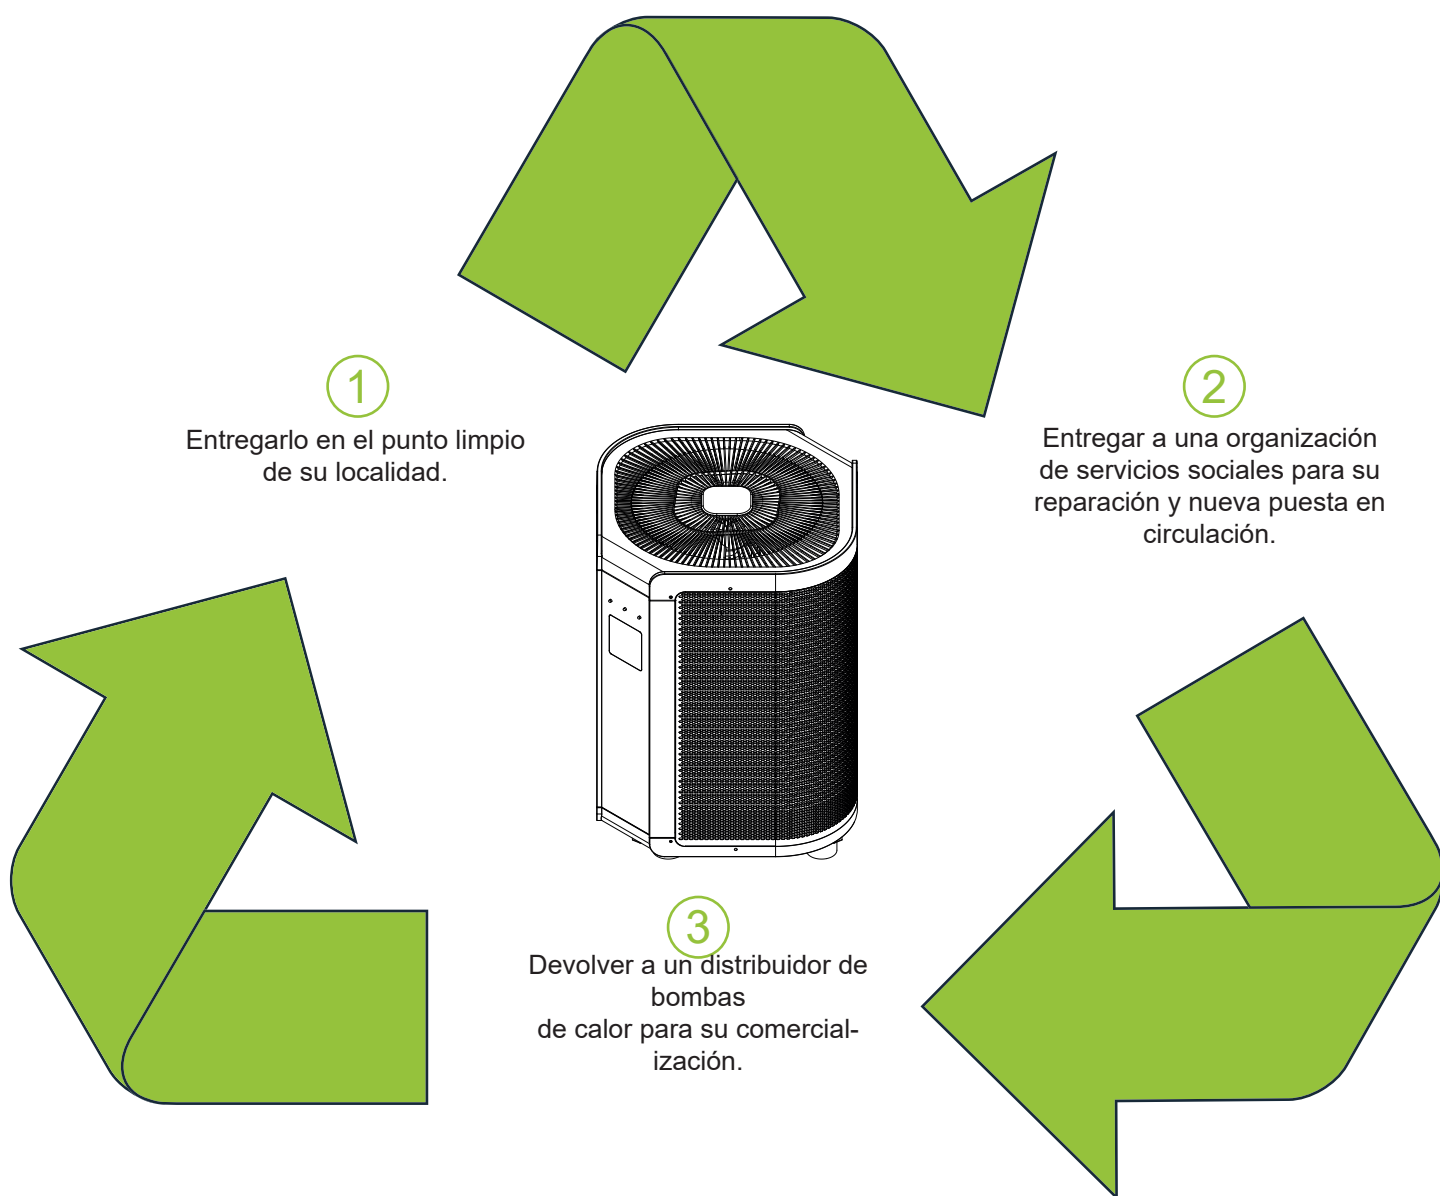 1
Entregarlo en el punto limpio
de su localidad.
2
Entregar a una organización
de servicios sociales para su
reparación y nueva puesta en
circulación.
3
Devolver a un distribuidor de
bombas
de calor para su comercial-
ización.